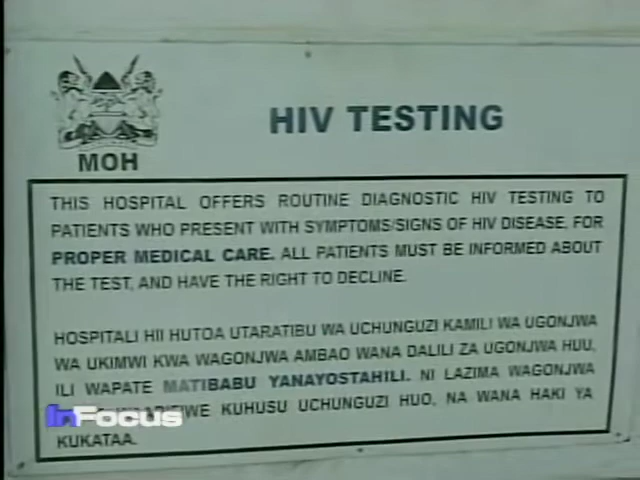 HIV TESTING
MOH
THIS HOSPITAL OFFERS ROUTINE DIAGNOSTIC HIV TESTING TO
PATIENTS WHO PRESENT WITH SYMPTOMS/SIGNS OF HIV DISEASE, FOR
PROPER MEDICAL CARE. ALL PATIENTS MUST BE INFORMED ABOUT
THE TEST, AND HAVE THE RIGHT TO DECLINE.
HOSPITALI HII HUTOA UTARATIBU WA UCHUNGUZI KAMILI WA UGONJWA
WA UKIMWI KWA WAGONJWA AMBAO WANA DALILI ZA UGONJWA HUU,
ILI WAPATE MATIBABU YANAYOSTAHILI. NI LAZIMA WAGONJWA
KUHUSU UCHUNGUZI HUO, NA WANA HAKI YA
KUKATAA.
InFocus